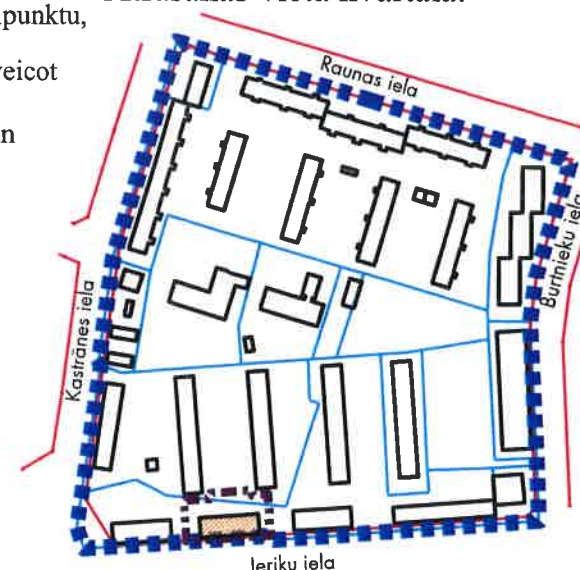 punktu,
veicot
Raunas iela
Burtnieku iela
Kastrānes iela
Ieriku iela